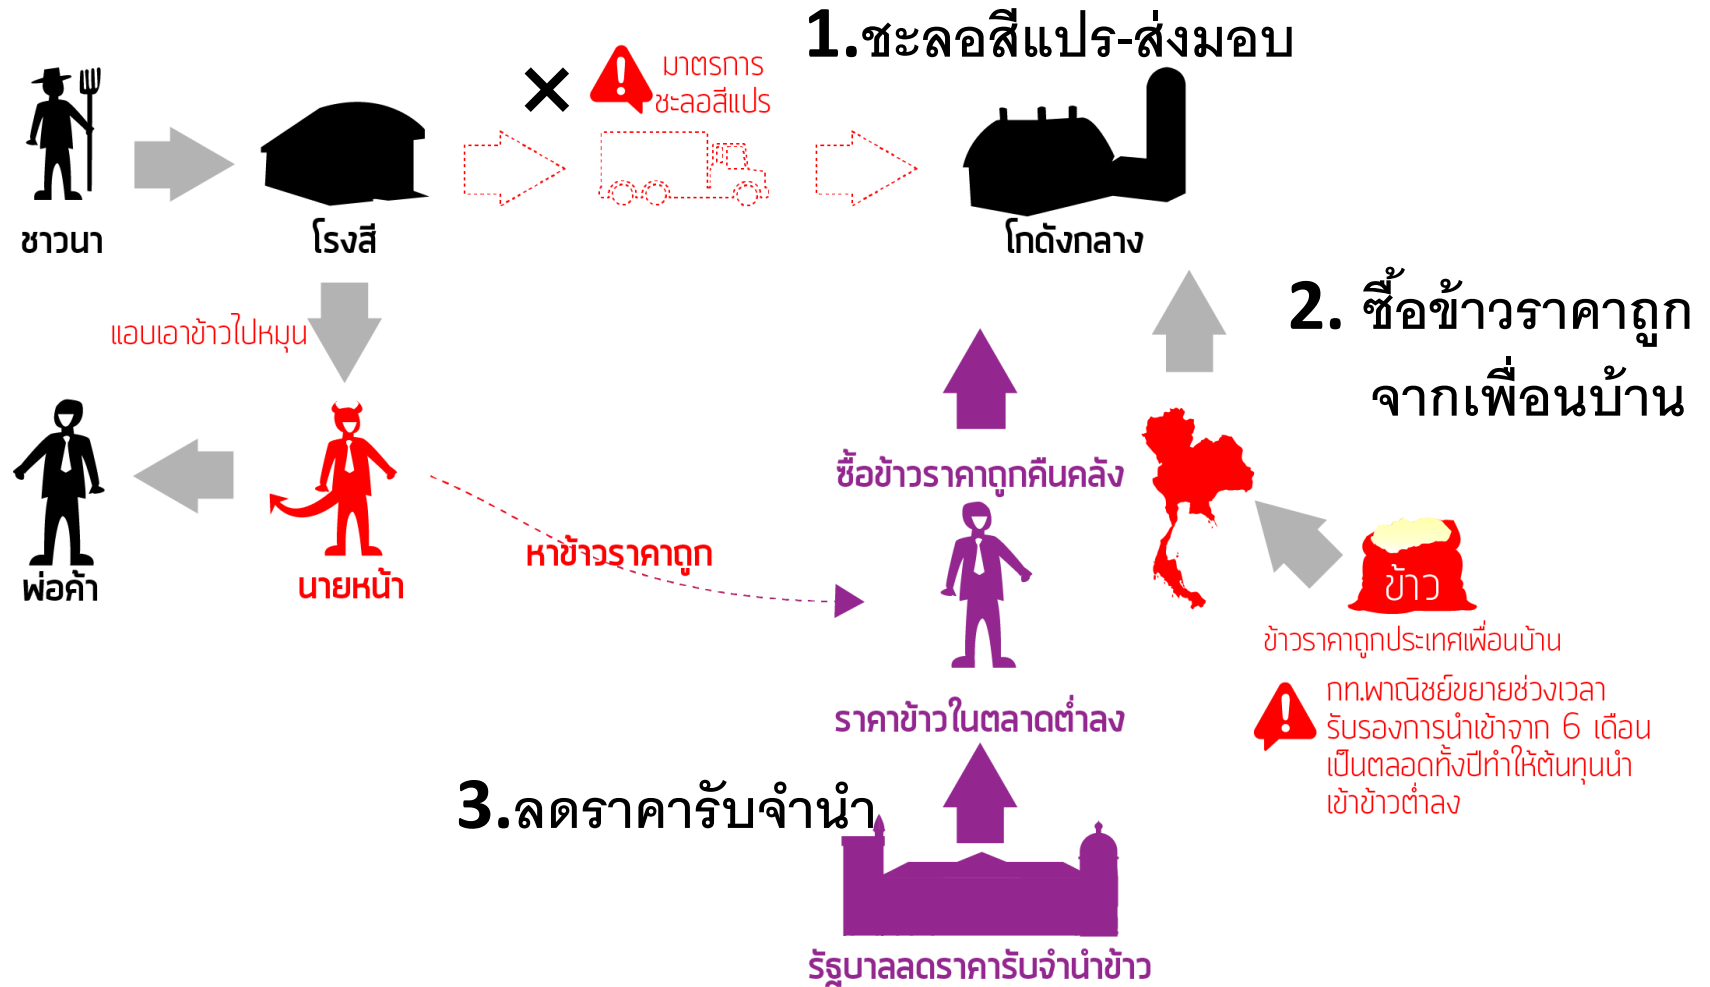 1.ชะลอสีแปร-ส่งมอบ
มาตรการ
ชะลอสีแปร
ชาวนา
โรงสี
โกดังกลาง
2. ซื้อข้าวราคาถูก
จากเพื่อนบ้าน
แอบเอาข้าวไปหมุน
ซื้อข้าวราคาถูกคืนคลัง
หาข้าวราคาถูก
พ่อค้า
นายหน้า
ข้าว
ข้าวราคาถูกประเทศเพื่อนบ้าน
กท.พาณิชย์ขยายช่วงเวลา
รับรองการนำเข้าจาก 6 เดือน
เป็นตลอดทั้งปีทำให้ต้นทุนนำ
เข้าข้าวต่ำลง
ราคาข้าวในตลาดต่ำลง
3.ลดราคารับจำนำ
รัฐบาลลดราคารับจำนำข้าว